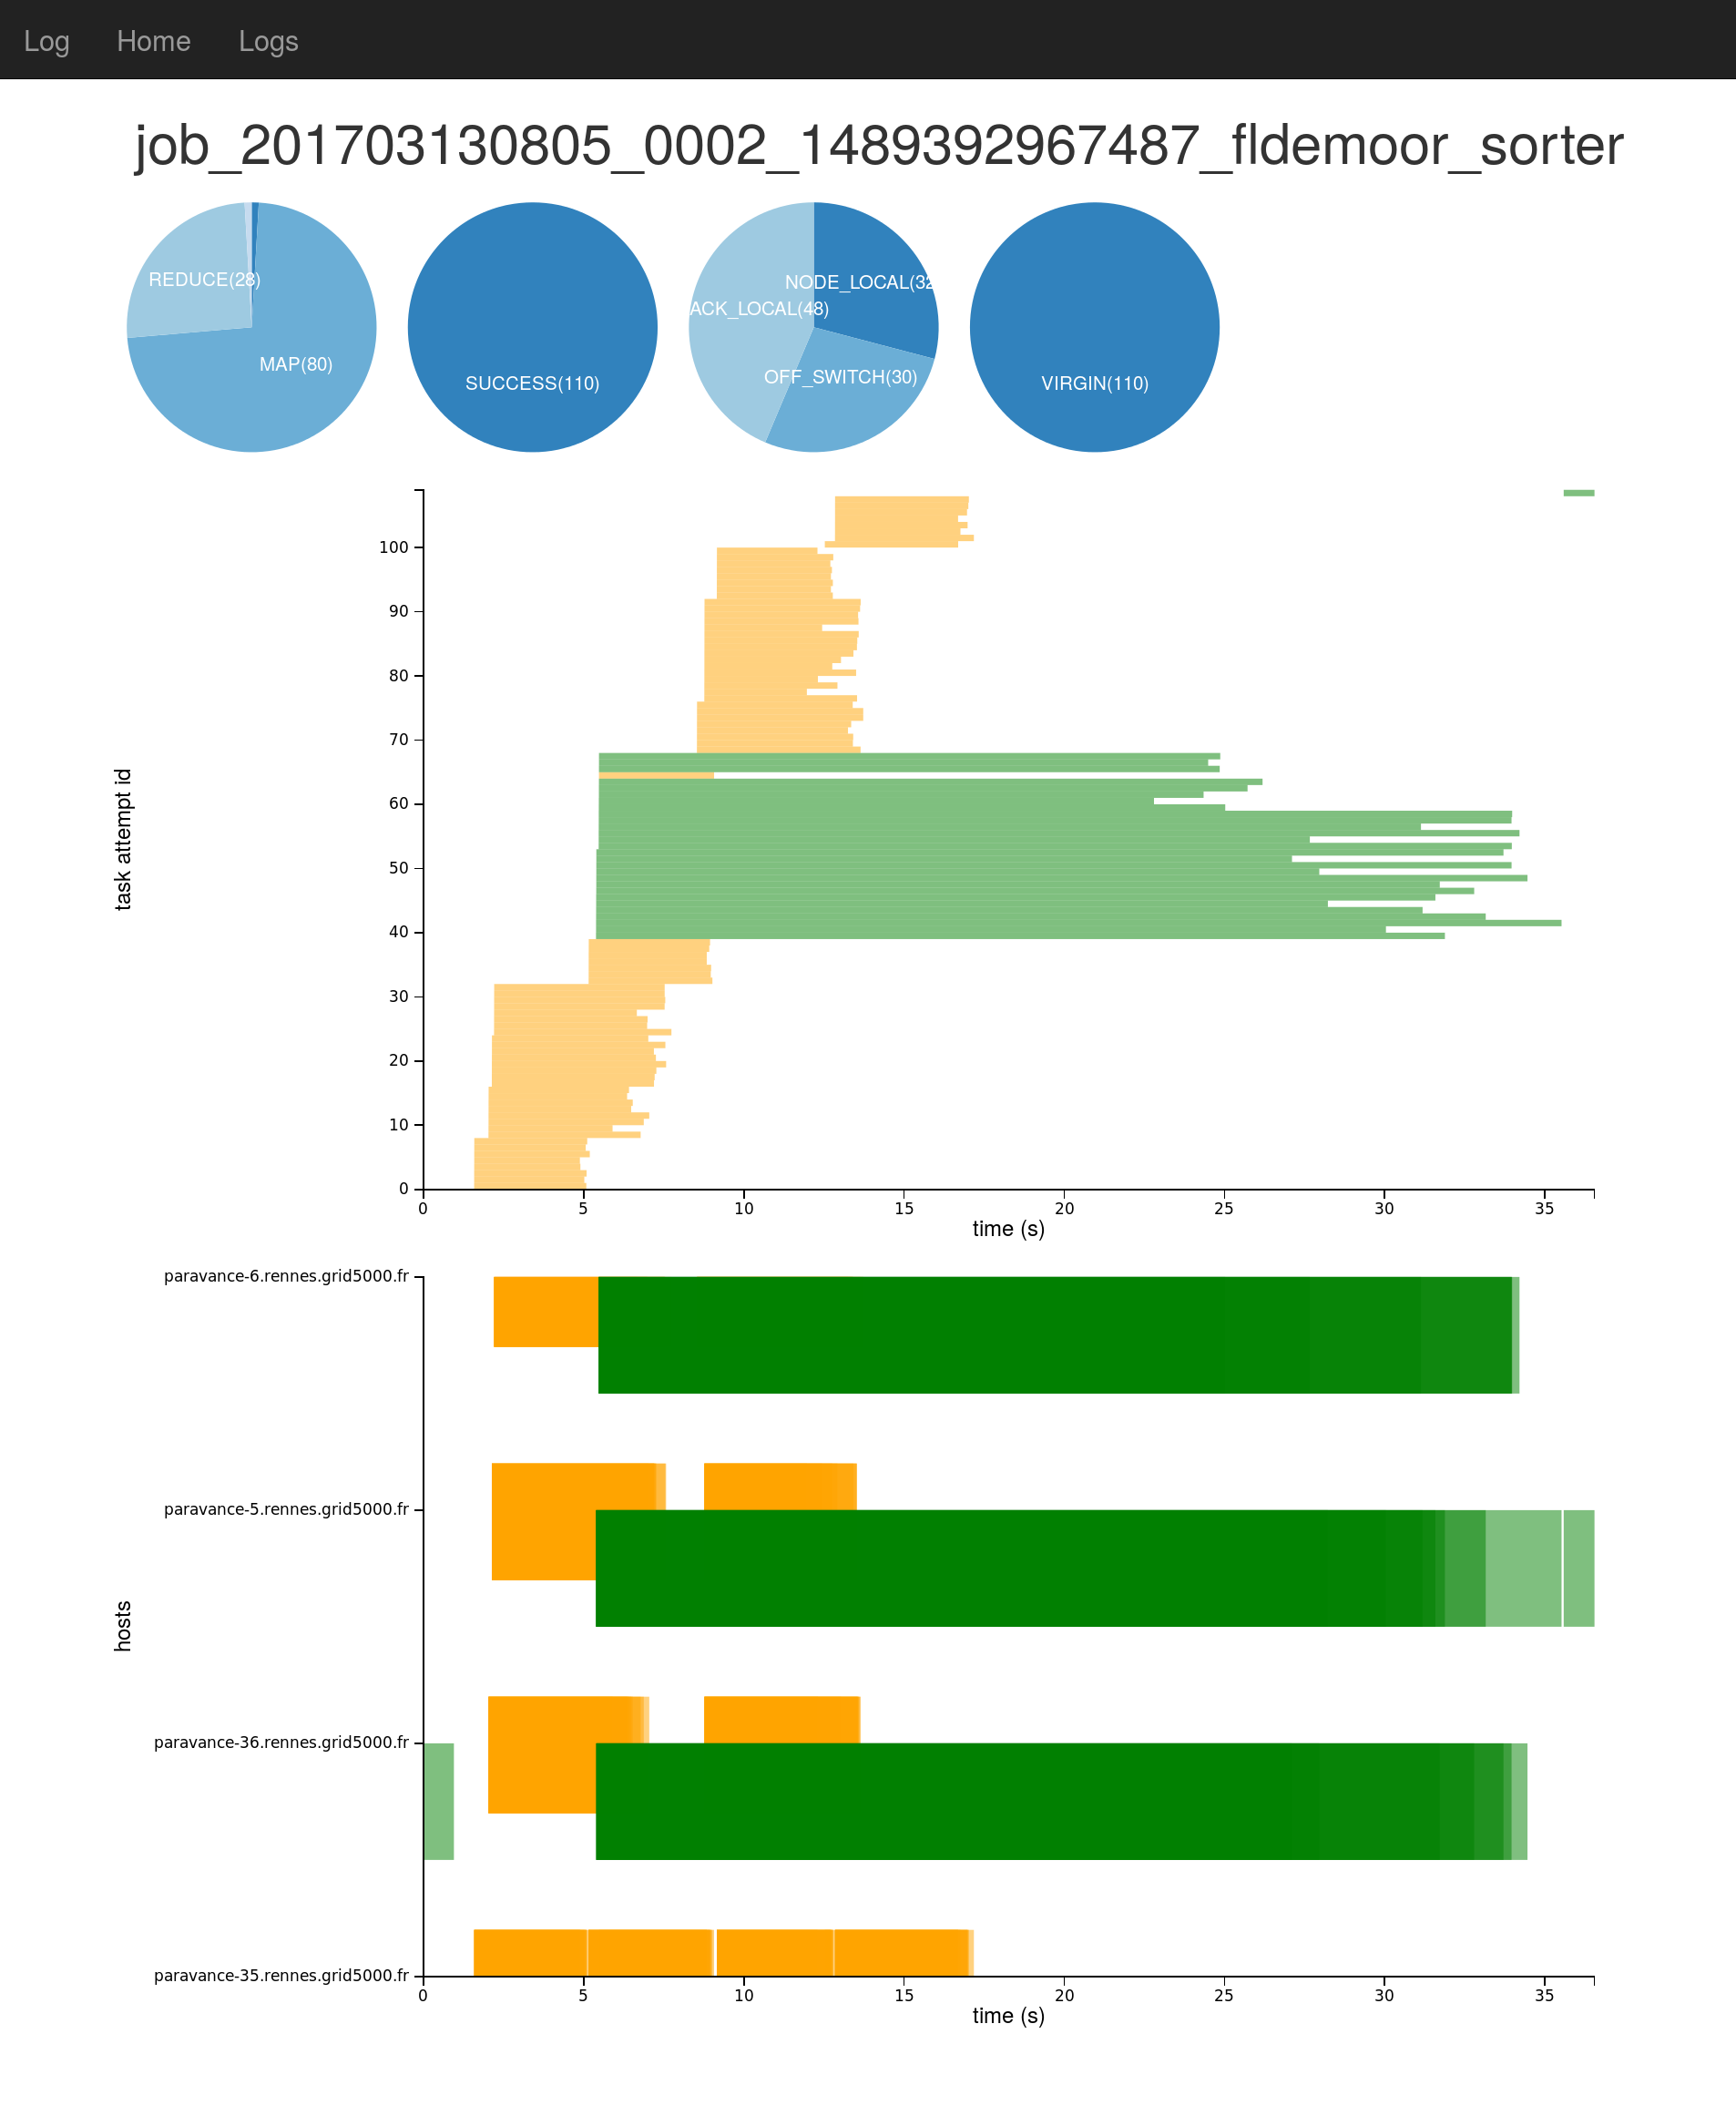 Log Home Logs
job_201703130805_0002_1489392967487_fldemoor_sorter
REDUCE(28)
MAP(80)
SUCCESS(110)
NODE_LOCAL(32
ACK_LOCAL(48)
OFF_SWITCH(30)
VIRGIN(110)
task attempt id
100
90
80
70
60
50
40
30
20
10
0
0 5 10 15 20 25 30 35
time (s)
hosts
paravance-6.rennes.grid5000.fr
paravance-5.rennes.grid5000.fr
paravance-36.rennes.grid5000.fr
paravance-35.rennes.grid5000.fr
0 5 10 15 20 25 30 35
time (s)